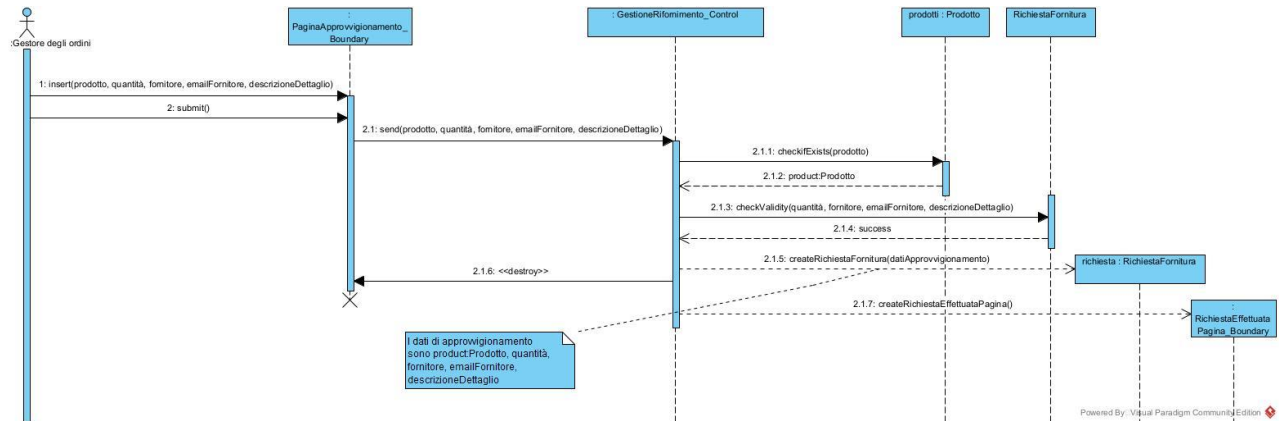 :
PaginaApprovvigionamento_
Boundary
: GestioneRifornimento_Control
prodotti : Prodotto
RichiestaFornitura
:Gestore degli ordini
1: insert(prodotto, quantità, fornitore, emailFornitore, descrizioneDettaglio)
2: submit()
2.1: send(prodotto, quantità, fornitore, emailFornitore, descrizioneDettaglio)
2.1.1: checkifExists(prodotto)
2.1.2: product:Prodotto
2.1.3: checkValidity(quantità, fornitore, emailFornitore, descrizioneDettaglio)
2.1.4: success
2.1.5: createRichiestaFornitura(datiApprovvigionamento)
richiesta : RichiestaFornitura
2.1.6: <<destroy>>
2.1.7: createRichiestaEffettuataPagina()
:
RichiestaEffettuata
Pagina_Boundary
I dati di approvvigionamento
sono product:Prodotto, quantità,
fornitore, emailFornitore,
descrizioneDettaglio
Powered By: Visual Paradigm Community Edition